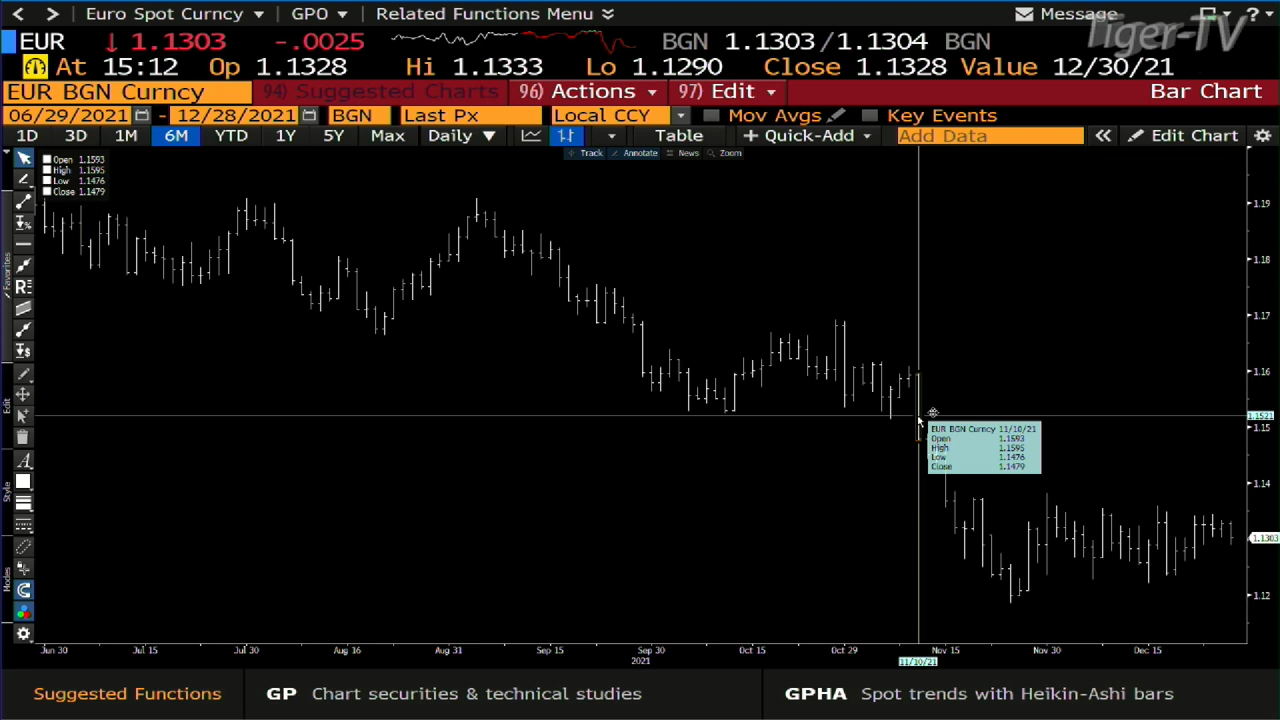 Euro Spot Curncy GPO Related Functions Menu Message ?
Tiger-TV
EUR 1.1303 -.0025 BGN 1.1303/1.1304 BGN
At 15:12 Op 1.1328 Hi 1.1333 Lo 1.1290 Close 1.1328 Value 12/30/21
EUR BGN Curncy 94) Suggested Charts 96) Actions 97) Edit Bar Chart
06/29/2021 - 12/28/2021 BGN Last Px Local CCY Mov Avgs Key Events
1D 3D 1M 6M YTD 1Y 5Y Max Daily Table + Quick-Add Add Data Edit Chart
Track Annotate News Zoom
Open 1.1593
High 1.1595
Low 1.1476
Close 1.1479
Favorites
Edit
Style
Modes
1.19
1.18
1.17
1.16
1.1521
1.15
1.14
1.1303
1.12
EUR BGN Curncy 11/10/21
Open 1.1593
High 1.1595
Low 1.1476
Close 1.1479
Jun 30 Jul 15 Jul 30 Aug 16 Aug 31 Sep 15 Sep 30 Oct 15 Oct 29 Nov 15 Nov 30 Dec 15
2021 11/10/21
Suggested Functions GP Chart securities & technical studies GPHA Spot trends with Heikin-Ashi bars